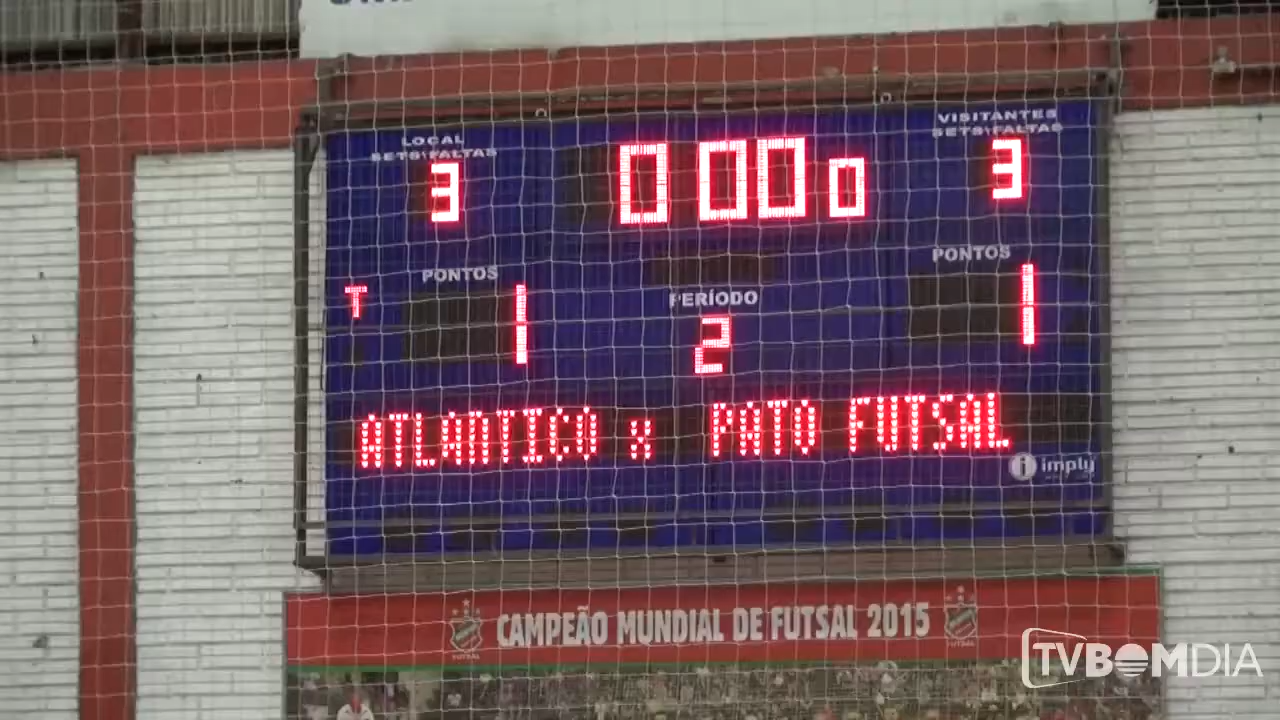 LOCAL
SETS\FALTAS
3
0 00 0
VISITANTES
SETS\FALTAS
3
PONTOS
T 1
PERÍODO
2
PONTOS
1
ATLANTICO x PATO FUTSAL
imply
CAMPEÃO MUNDIAL DE FUTSAL 2015
TVBOMDIA